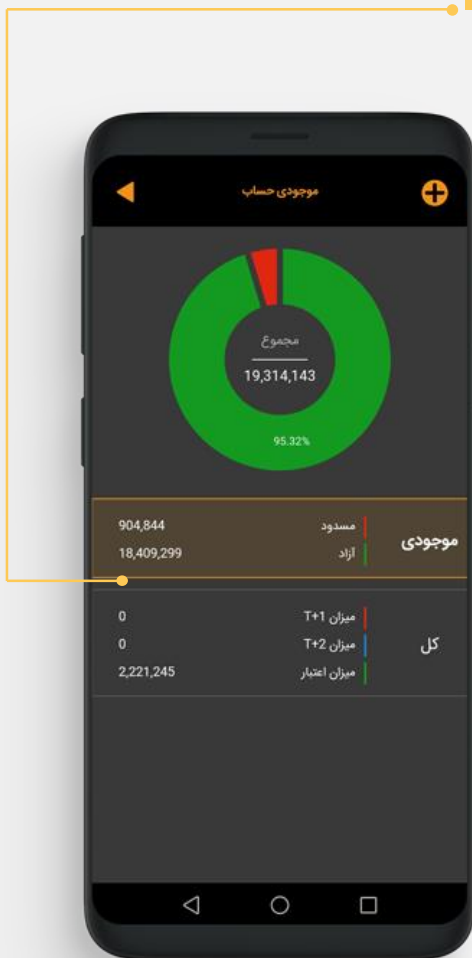 موجودی حساب
مجموع
19,314,143
95.32%
موجودی
مسدود 904,844
آزاد 18,409,299
کل
میزان T+1 0
میزان T+2 0
میزان اعتبار 2,221,245